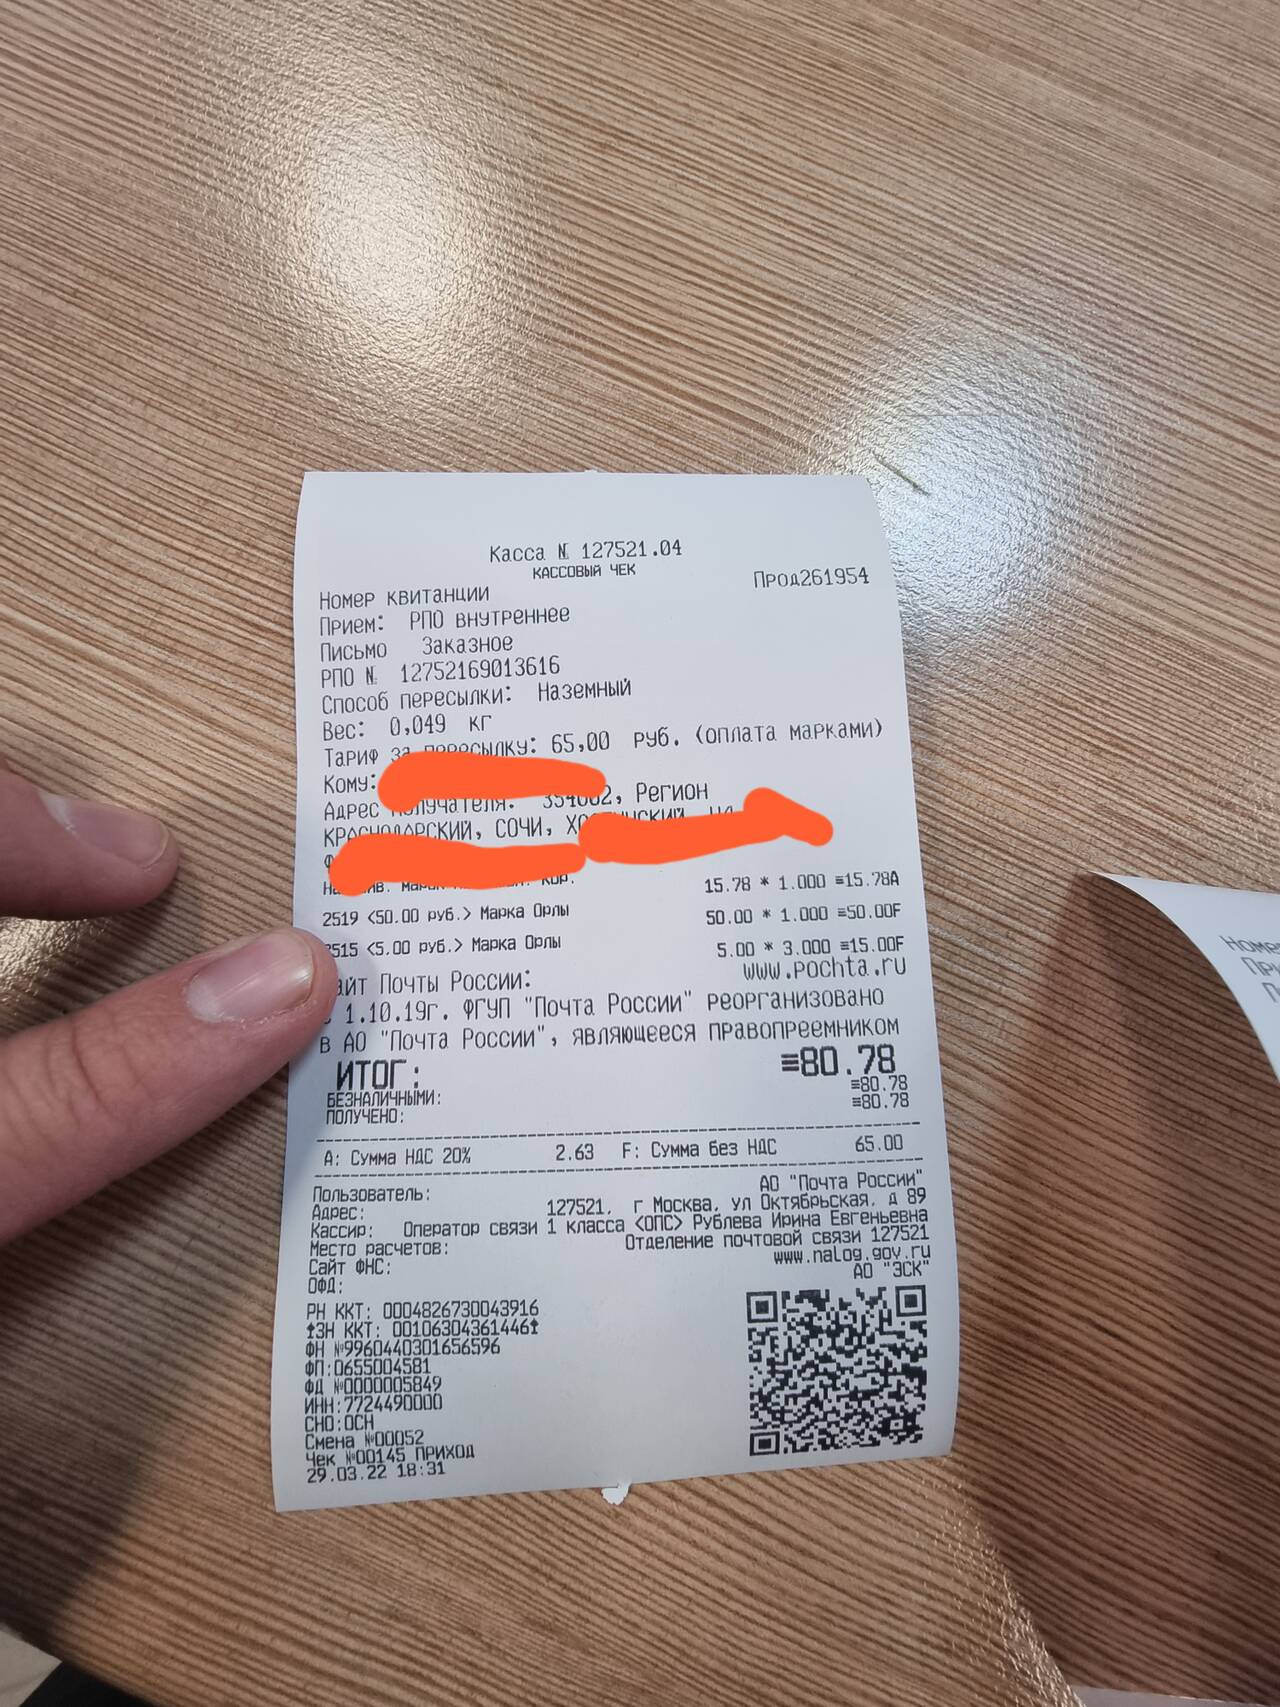 Касса № 127521.04
КАССОВЫЙ ЧЕК
Номер квитанции Прод261954
Прием: РПО внутреннее
Письмо Заказное
РПО № 12752169013616
Способ пересылки: Наземный
Вес: 0,049 кг
Тариф за пересылку: 65,00 руб. (оплата марками)
Кому:
Адрес получателя: 354002, Регион
КРАСНОДАРСКИЙ, СОЧИ,
15.78 * 1.000 ≡15.78А
2519 <50.00 руб.> Марка Орлы 50.00 * 1.000 ≡50.00F
2515 <5.00 руб.> Марка Орлы 5.00 * 3.000 ≡15.00F
айт Почты России: www.pochta.ru
1.10.19г. ФГУП "Почта России" реорганизовано
в АО "Почта России", являющееся правопреемником
ИТОГ: ≡80.78
БЕЗНАЛИЧНЫМИ: ≡80.78
ПОЛУЧЕНО: ≡80.78
А: Сумма НДС 20% 2.63 F: Сумма без НДС 65.00
Пользователь: АО "Почта России"
Адрес: 127521, г Москва, ул Октябрьская, д 89
Кассир: Оператор связи 1 класса <ОПС> Рублева Ирина Евгеньевна
Место расчетов: Отделение почтовой связи 127521
Сайт ФНС: www.nalog.gov.ru
ОФД: АО "ЭСК"
РН ККТ: 0004826730043916
↑ЗН ККТ: 00106304361446↑
ФН №9960440301656596
ФП:0655004581
ФД №0000005849
ИНН:7724490000
СНО:ОСН
Смена №00052
Чек №00145 ПРИХОД
29.03.22 18:31
Номе